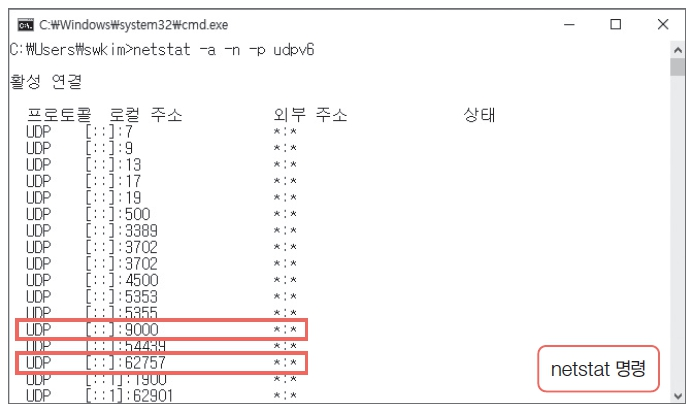 C:₩Windows₩system32₩cmd.exe
C:₩Users₩swkim>netstat -a -n -p udpv6
활성 연결
프로토콜 로컬 주소 외부 주소 상태
UDP [::]:7 *:*
UDP [::]:9 *:*
UDP [::]:13 *:*
UDP [::]:17 *:*
UDP [::]:19 *:*
UDP [::]:500 *:*
UDP [::]:3389 *:*
UDP [::]:3702 *:*
UDP [::]:3702 *:*
UDP [::]:4500 *:*
UDP [::]:5353 *:*
UDP [::]:5355 *:*
UDP [::]:9000 *:*
UDP [::]:54439 *:*
UDP [::]:62757 *:*
UDP [::1]:1900 *:*
UDP [::1]:62901 *:*
netstat 명령